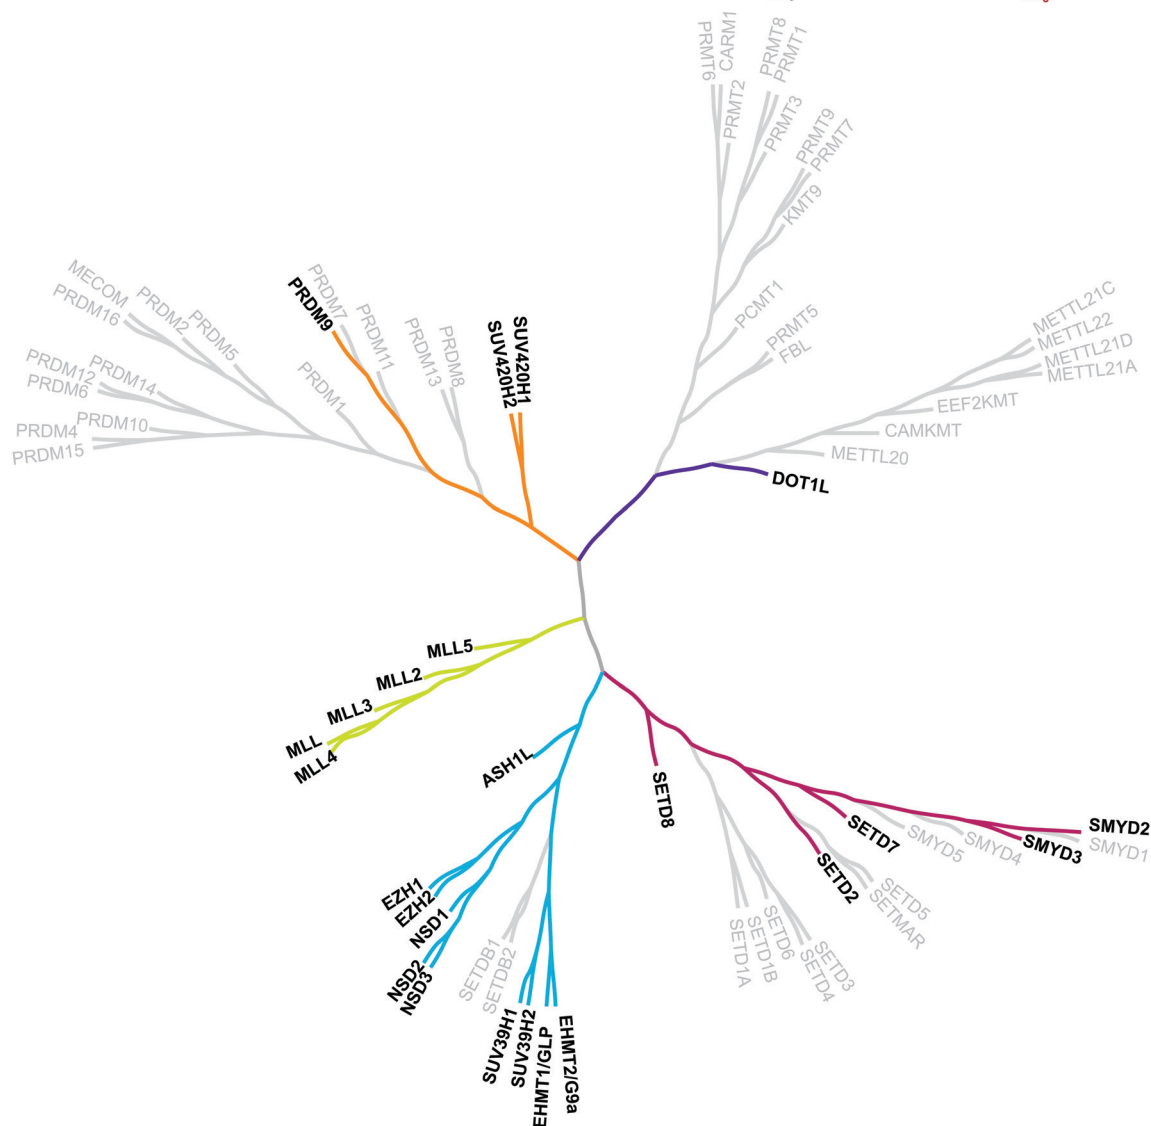 PRMT6
CARM1
PRMT2
PRMT8
PRMT1
PRMT3
PRMT9
PRMT7
KMT9
PCMT1
PRMT5
FBL
METTL21C
METTL22
METTL21D
METTL21A
EEF2KMT
CAMKMT
METTL20
DOT1L
MECOM
PRDM16
PRDM2
PRDM5
PRDM12
PRDM6
PRDM14
PRDM10
PRDM4
PRDM15
PRDM1
PRDM9
PRDM7
PRDM11
PRDM13
PRDM8
SUV420H2
SUV420H1
MLL5
MLL2
MLL3
MLL
MLL4
ASH1L
EZH1
EZH2
NSD1
NSD2
NSD3
SETDB1
SETDB2
SUV39H1
SUV39H2
EHMT1/GLP
EHMT2/G9a
SETD8
SETD1A
SETD1B
SETD6
SETD4
SETD3
SETD2
SETMAR
SETD5
SETD7
SMYD5
SMYD4
SMYD3
SMYD2
SMYD1